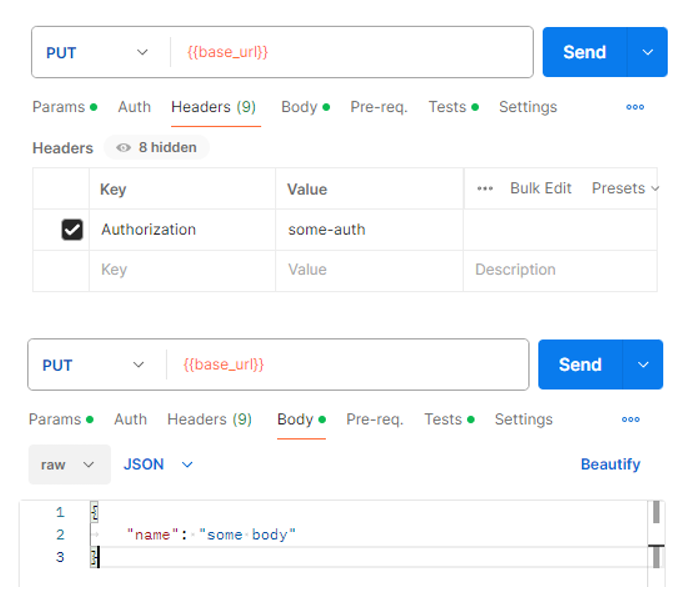 PUT {{base_url}} Send
Params Auth Headers (9) Body Pre-req. Tests Settings
Headers 8 hidden
Key Value ••• Bulk Edit Presets
Authorization some-auth
Key Value Description
PUT {{base_url}} Send
Params Auth Headers (9) Body Pre-req. Tests Settings
raw JSON Beautify
1 {
2 "name": "some body"
3 }